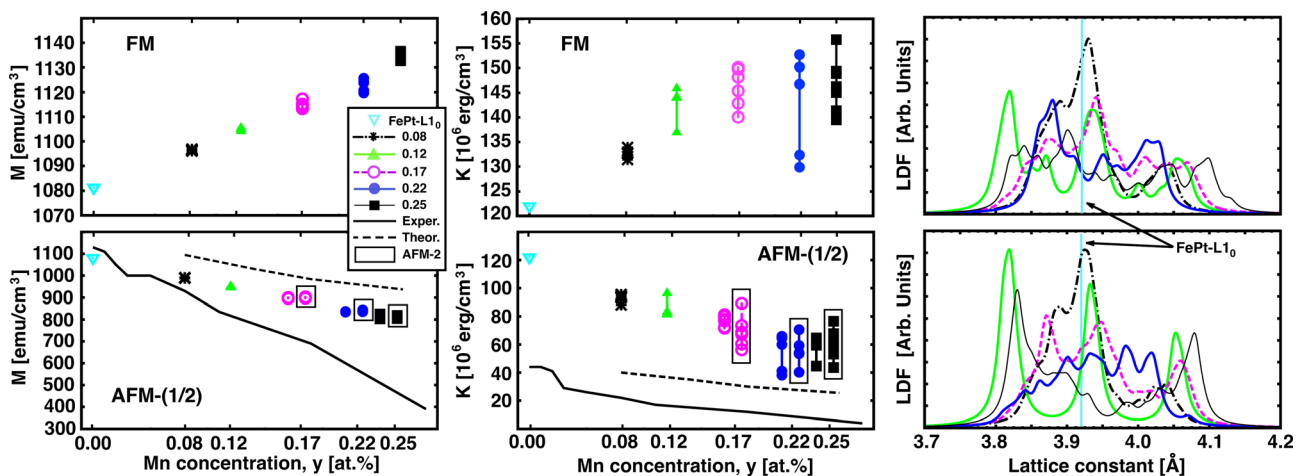 M [emu/cm³]
1140
1130
1120
1110
1100
1090
1080
1070
FM
FePt-L1₀
0.08
0.12
0.17
0.22
0.25
Exper.
Theor.
AFM-2
M [emu/cm³]
1100
1000
900
800
700
600
500
400
300
AFM-(1/2)
0.00 0.08 0.12 0.17 0.22 0.25
Mn concentration, y [at.%]
K [10⁶ erg/cm³]
160
155
150
145
140
135
130
125
120
FM
K [10⁶ erg/cm³]
120
100
80
60
40
20
AFM-(1/2)
0.00 0.08 0.12 0.17 0.22 0.25
Mn concentration, y [at.%]
LDF [Arb. Units]
FePt-L1₀
LDF [Arb. Units]
3.7 3.8 3.9 4.0 4.1 4.2
Lattice constant [Å]